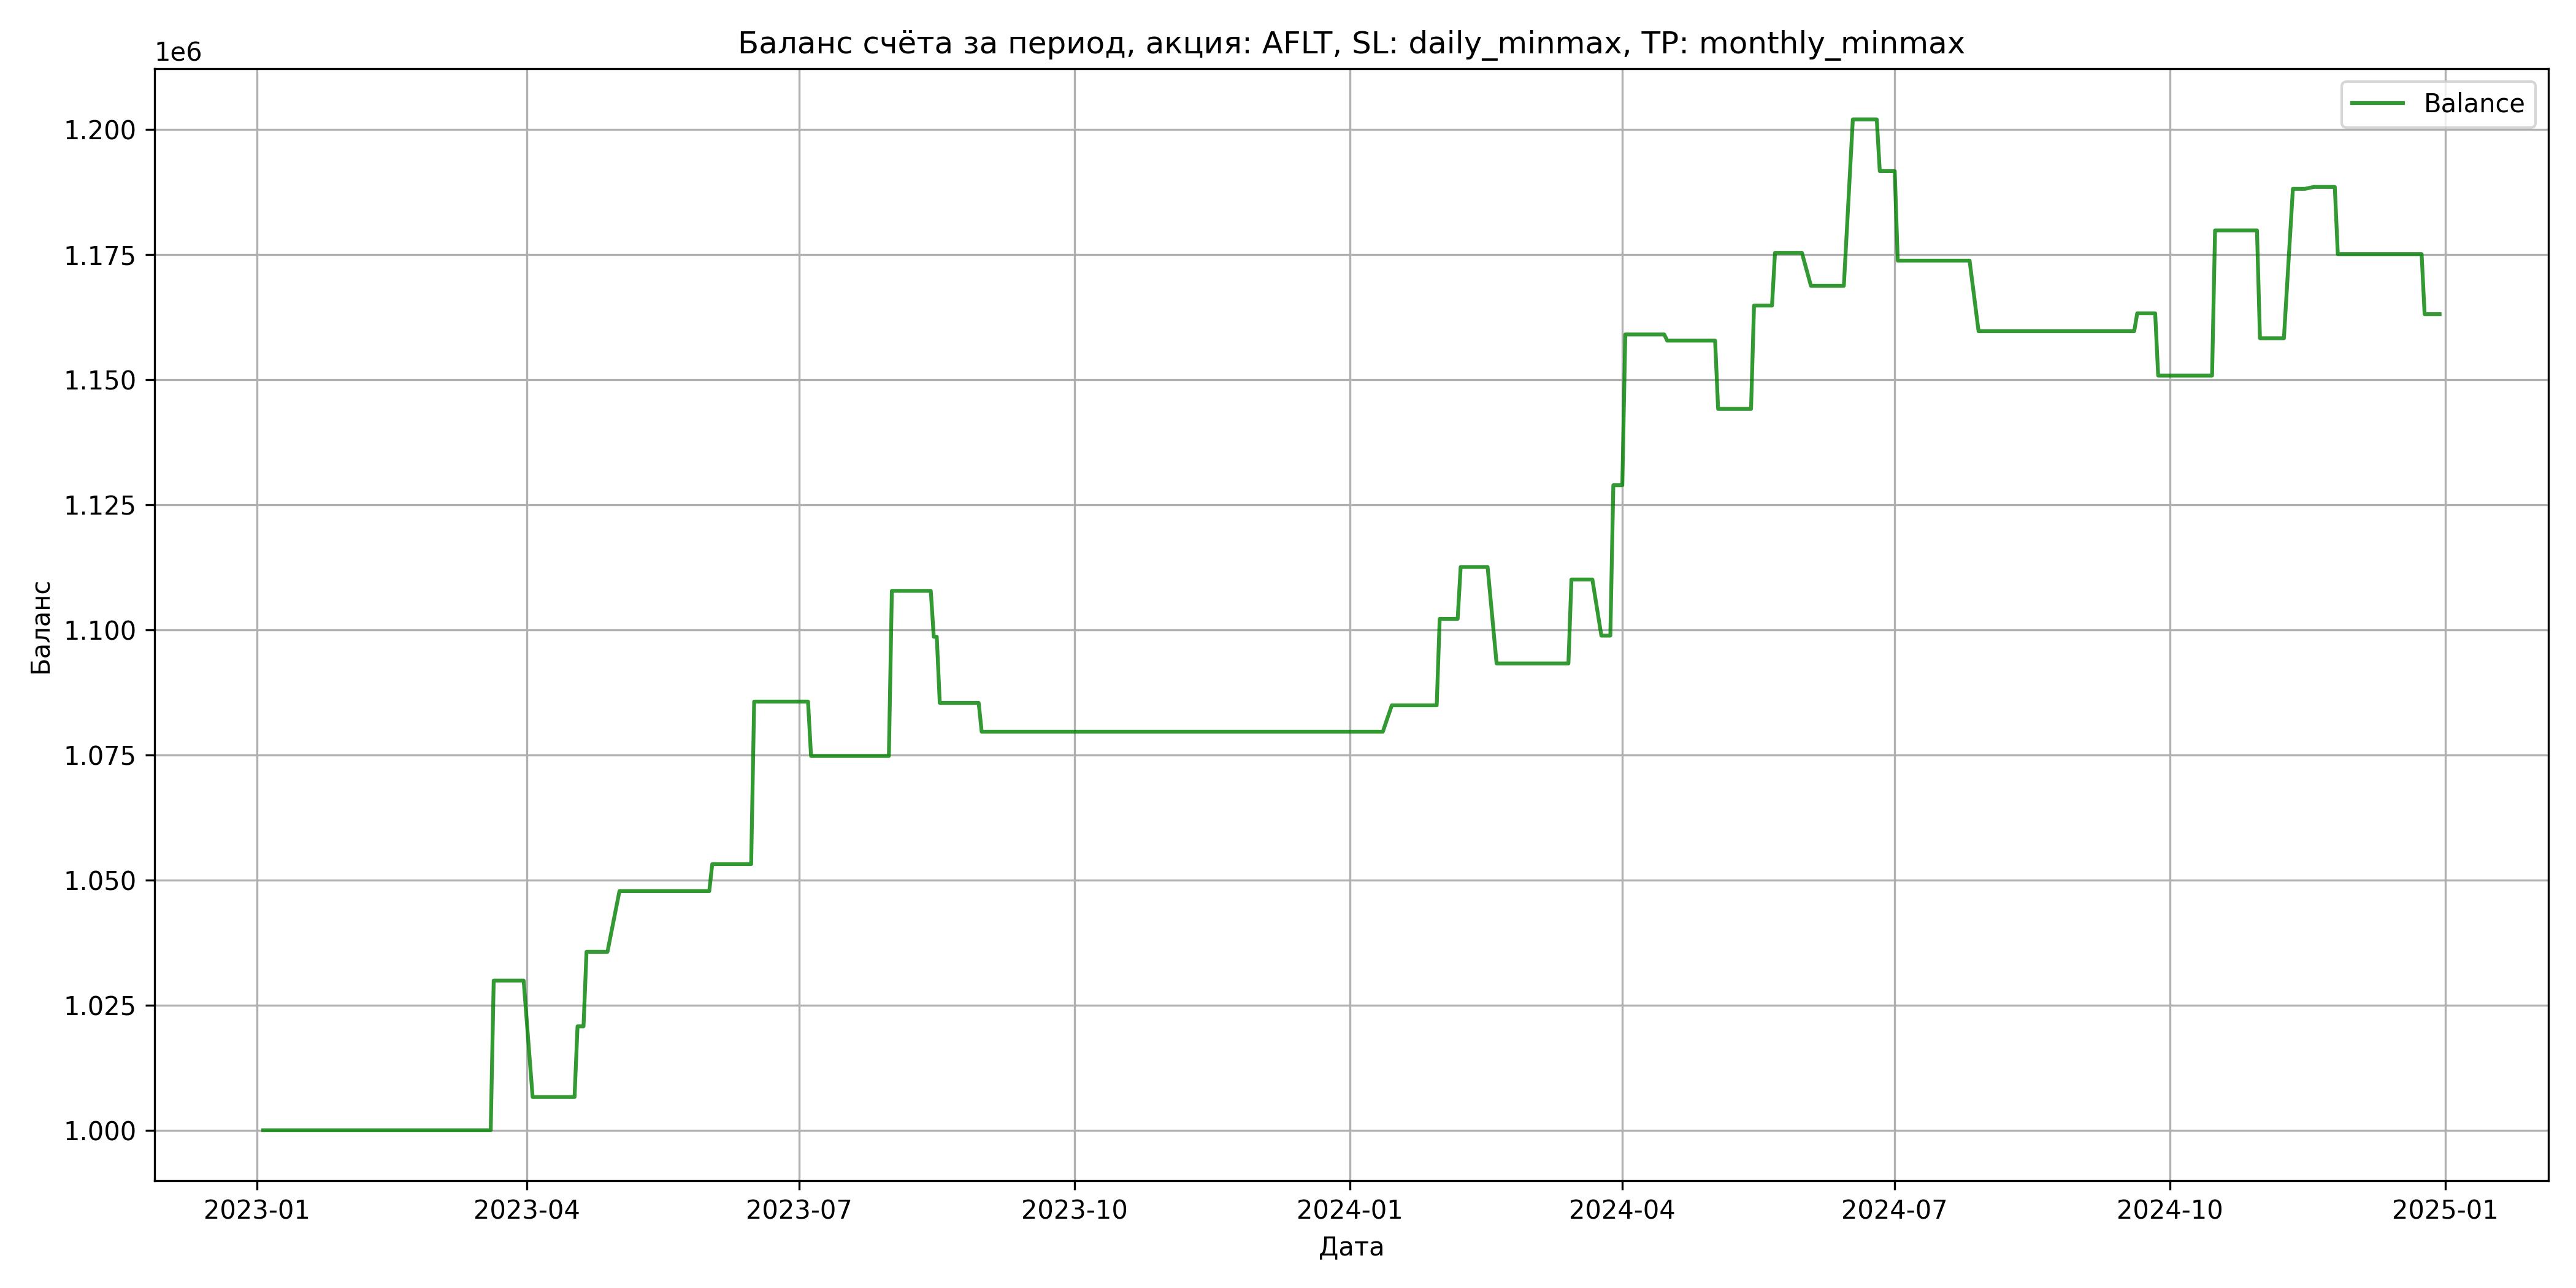 Баланс счёта за период, акция: AFLT, SL: daily_minmax, TP: monthly_minmax
1e6
Balance
1.200
1.175
1.150
1.125
1.100
1.075
1.050
1.025
1.000
Баланс
2023-01 2023-04 2023-07 2023-10 2024-01 2024-04 2024-07 2024-10 2025-01
Дата